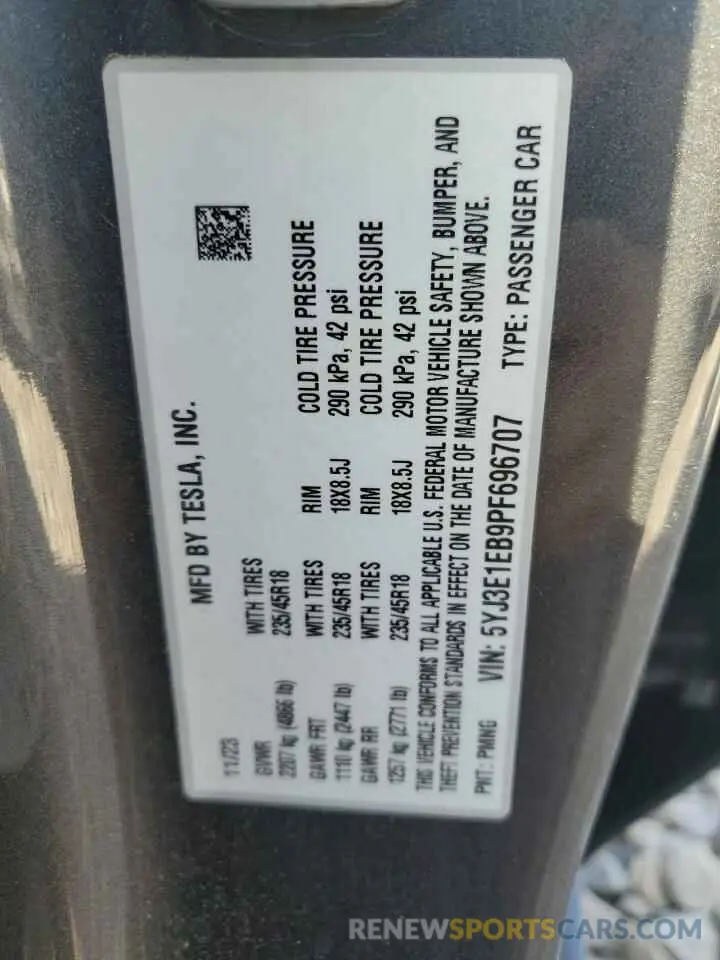 MFD BY TESLA, INC.
11/23
GVWR WITH TIRES
2207 kg (4866 lb) 235/45R18
GAWR FRT WITH TIRES RIM COLD TIRE PRESSURE
1110 kg (2447 lb) 235/45R18 18X8.5J 290 kPa, 42 psi
GAWR RR WITH TIRES RIM COLD TIRE PRESSURE
1257 kg (2771 lb) 235/45R18 18X8.5J 290 kPa, 42 psi
THIS VEHICLE CONFORMS TO ALL APPLICABLE U.S. FEDERAL MOTOR VEHICLE SAFETY, BUMPER, AND
THEFT PREVENTION STANDARDS IN EFFECT ON THE DATE OF MANUFACTURE SHOWN ABOVE.
PNT: PMNG VIN: 5YJ3E1EB9PF696707 TYPE: PASSENGER CAR
RENEWSPORTSCARS.COM